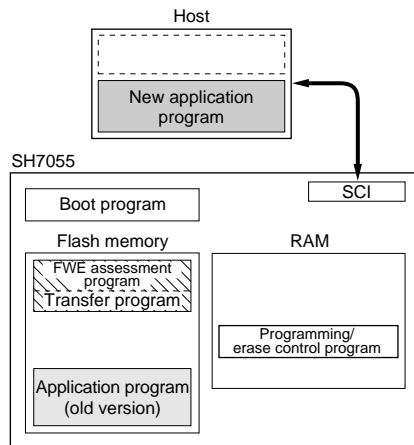 Host
New application
program
SH7055
SCI
Boot program
Flash memory
RAM
FWE assessment
program
Transfer program
Programming/
erase control program
Application program
(old version)